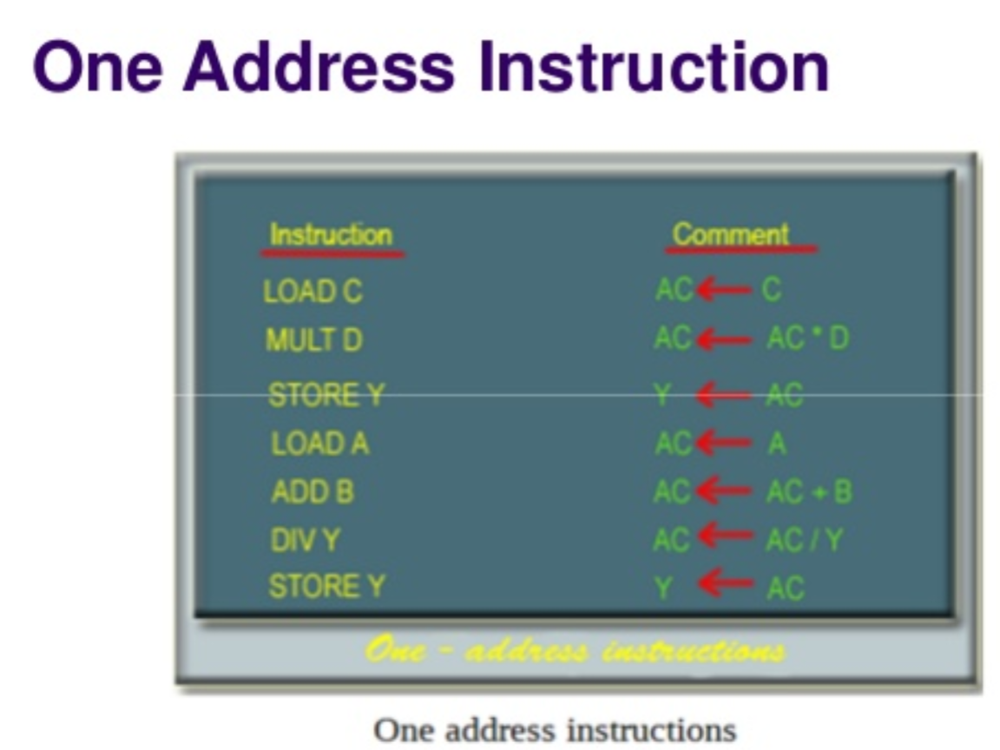 One Address Instruction
Instruction Comment
LOAD C AC ← C
MULT D AC ← AC * D
STORE Y Y ← AC
LOAD A AC ← A
ADD B AC ← AC + B
DIV Y AC ← AC / Y
STORE Y Y ← AC
One - address instructions
One address instructions